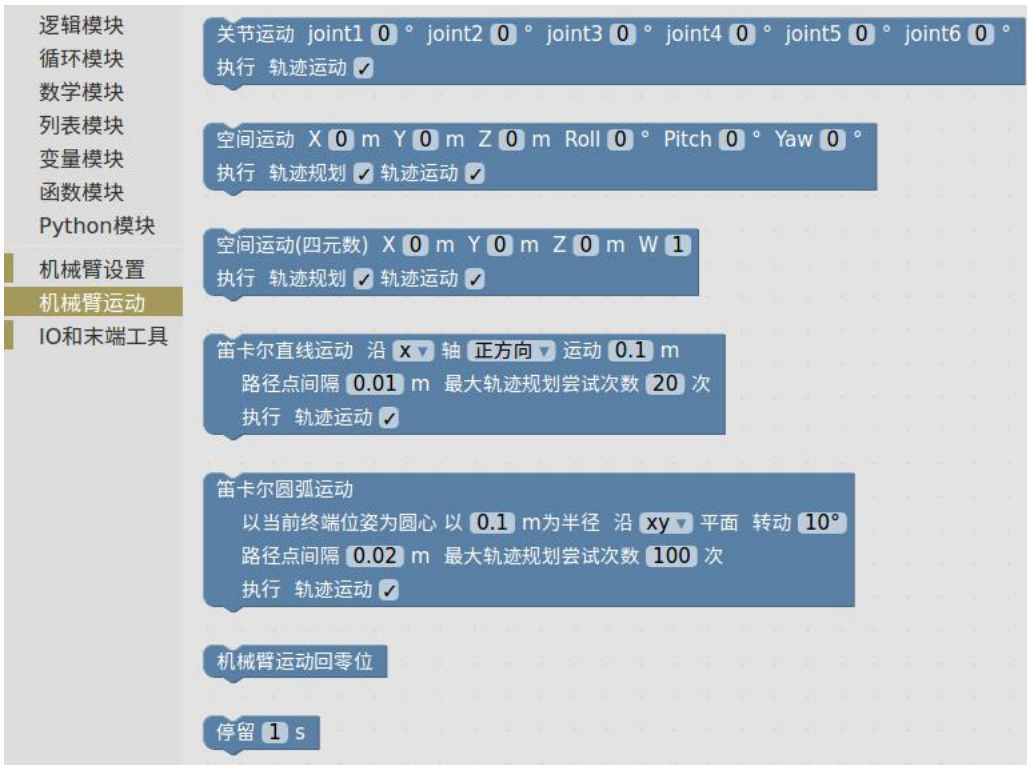 逻辑模块
循环模块
数学模块
列表模块
变量模块
函数模块
Python模块
机械臂设置
机械臂运动
IO和末端工具
关节运动 joint1 0 ° joint2 0 ° joint3 0 ° joint4 0 ° joint5 0 ° joint6 0 °
执行 轨迹运动 ✓
空间运动 X 0 m Y 0 m Z 0 m Roll 0 ° Pitch 0 ° Yaw 0 °
执行 轨迹规划 ✓ 轨迹运动 ✓
空间运动(四元数) X 0 m Y 0 m Z 0 m W 1
执行 轨迹规划 ✓ 轨迹运动 ✓
笛卡尔直线运动 沿 x 轴 正方向 运动 0.1 m
路径点间隔 0.01 m 最大轨迹规划尝试次数 20 次
执行 轨迹运动 ✓
笛卡尔圆弧运动
以当前终端位姿为圆心 以 0.1 m为半径 沿 xy 平面 转动 10°
路径点间隔 0.02 m 最大轨迹规划尝试次数 100 次
执行 轨迹运动 ✓
机械臂运动回零位
停留 1 s